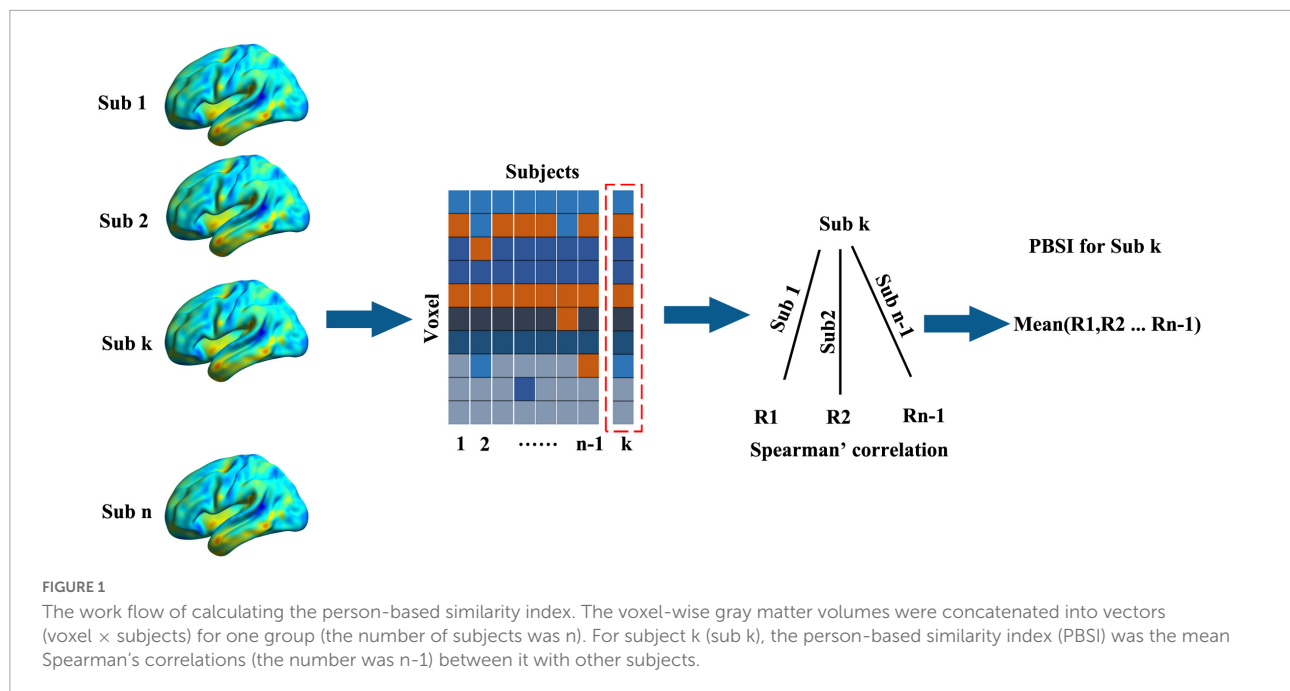 Sub 1
Sub 2
Sub k
Sub n
Subjects
Voxel
1 2 ...... n-1 k
Sub k
Sub 1
Sub2
Sub n-1
R1 R2 Rn-1
Spearman’ correlation
PBSI for Sub k
Mean(R1,R2 ... Rn-1)
FIGURE 1
The work flow of calculating the person-based similarity index. The voxel-wise gray matter volumes were concatenated into vectors
(voxel × subjects) for one group (the number of subjects was n). For subject k (sub k), the person-based similarity index (PBSI) was the mean
Spearman’s correlations (the number was n-1) between it with other subjects.